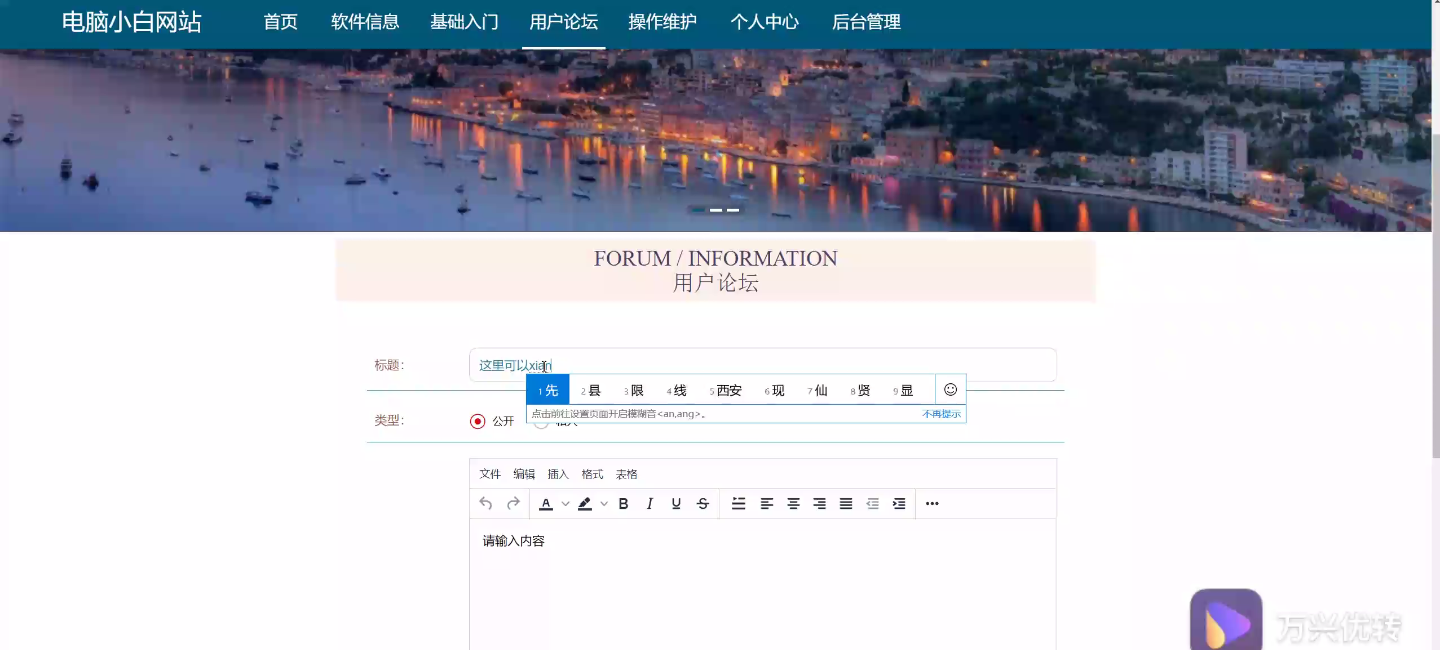 电脑小白网站 首页 软件信息 基础入门 用户论坛 操作维护 个人中心 后台管理
FORUM / INFORMATION
用户论坛
标题: 这里可以xian
1 先 2 县 3 限 4 线 5 西安 6 现 7 仙 8 贤 9 显
点击前往设置页面开启模糊音<an,ang>。 不再提示
类型: 公开
文件 编辑 插入 格式 表格
A B I U S
请输入内容
万兴优转